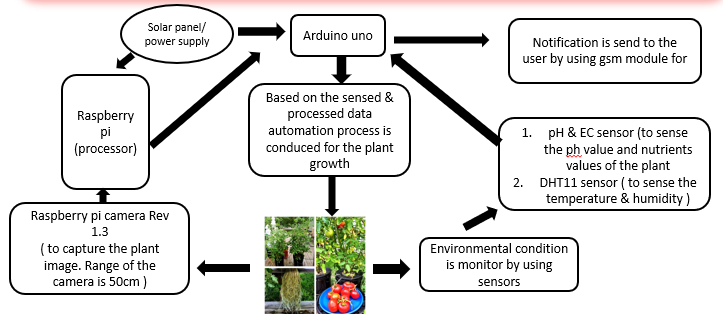 Solar panel/
power supply
Arduino uno
Notification is send to the
user by using gsm module for
Raspberry
pi
(processor)
Based on the sensed &
processed data
automation process is
conduced for the plant
growth
1. pH & EC sensor (to sense
the ph value and nutrients
values of the plant
2. DHT11 sensor ( to sense the
temperature & humidity )
Raspberry pi camera Rev
1.3
( to capture the plant
image. Range of the
camera is 50cm )
Environmental condition
is monitor by using
sensors